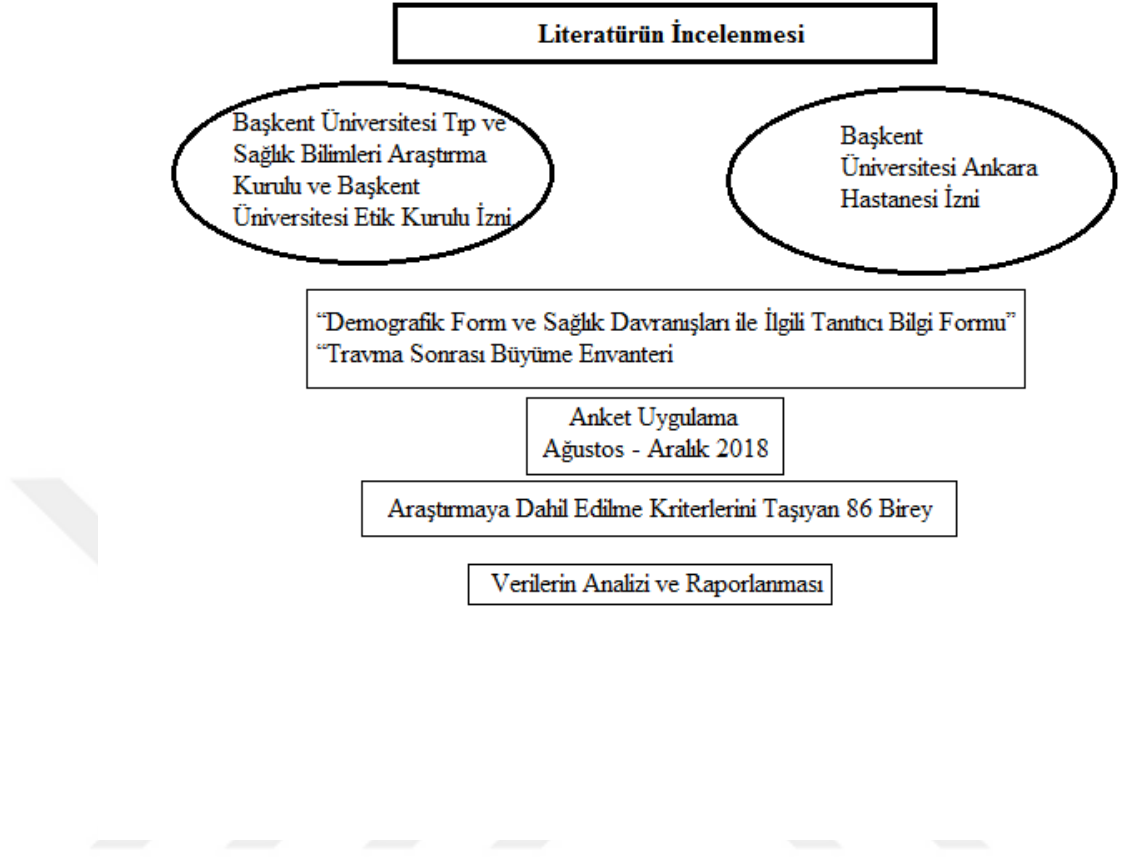 Literatürün İncelenmesi
Başkent Üniversitesi Tıp ve
Sağlık Bilimleri Araştırma
Kurulu ve Başkent
Üniversitesi Etik Kurulu İzni
Başkent
Üniversitesi Ankara
Hastanesi İzni
“Demografik Form ve Sağlık Davranışları ile İlgili Tanıtıcı Bilgi Formu”
“Travma Sonrası Büyüme Envanteri
Anket Uygulama
Ağustos - Aralık 2018
Araştırmaya Dahil Edilme Kriterlerini Taşıyan 86 Birey
Verilerin Analizi ve Raporlanması